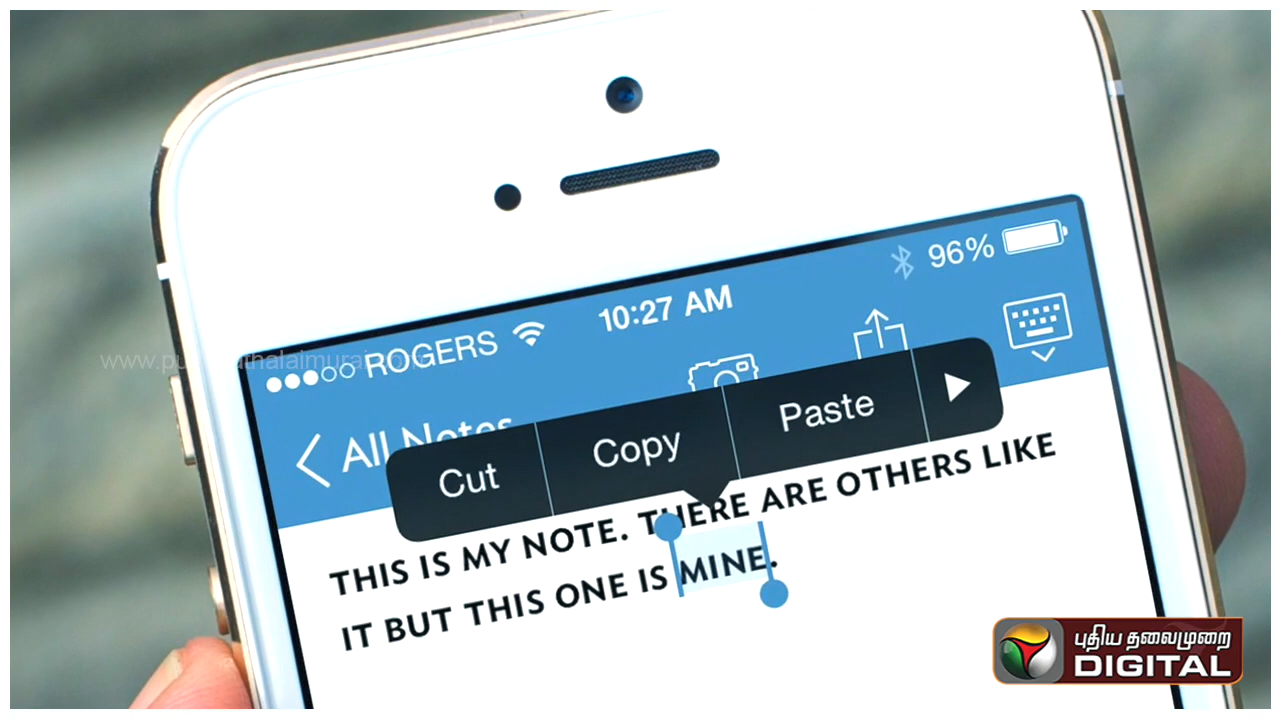 ROGERS 10:27 AM 96%
All Notes
Cut Copy Paste
THIS IS MY NOTE. THERE ARE OTHERS LIKE
IT BUT THIS ONE IS MINE.
புதிய தலைமுறை
DIGITAL